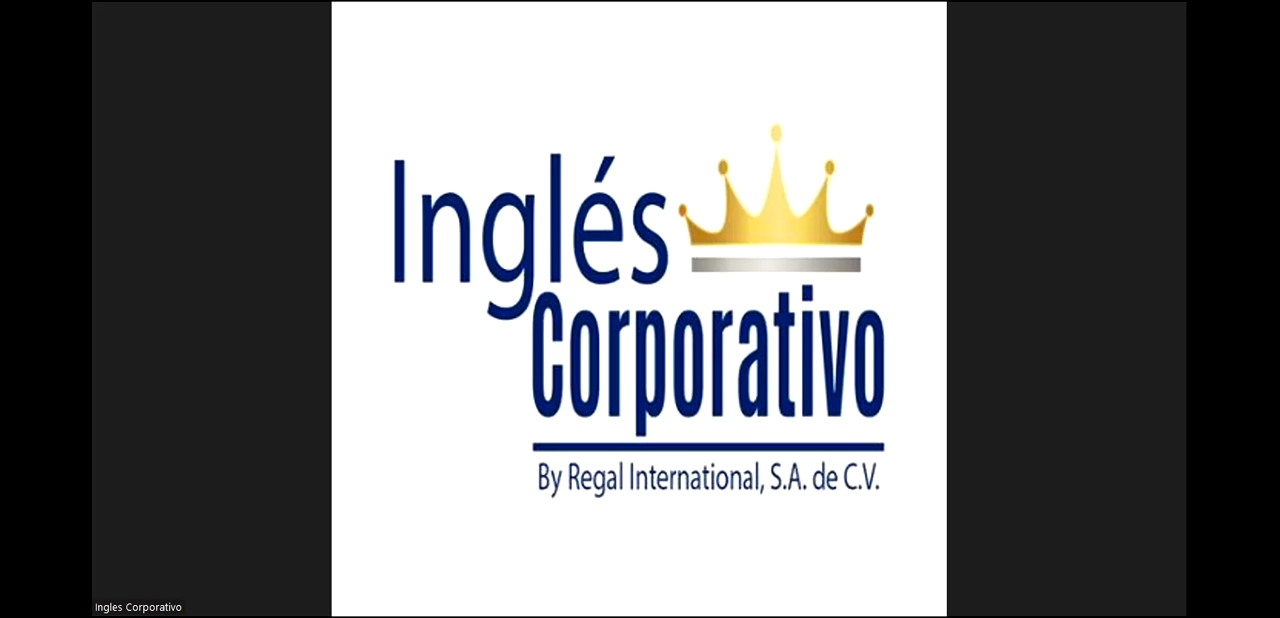 Inglés
Corporativo
By Regal International, S.A. de C.V.
Ingles Corporativo